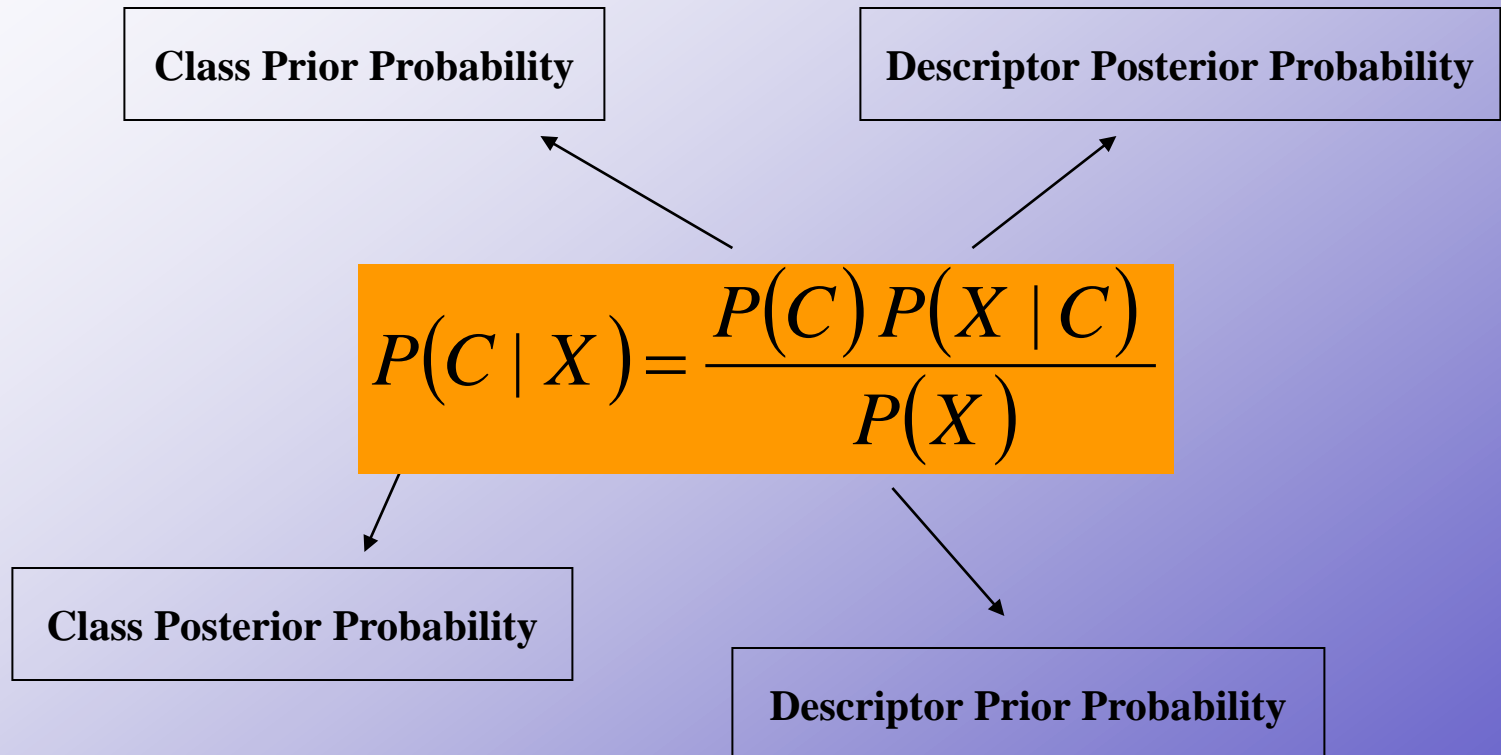 Class Prior Probability
Descriptor Posterior Probability
P(C | X) = P(C) P(X | C) / P(X)
Class Posterior Probability
Descriptor Prior Probability